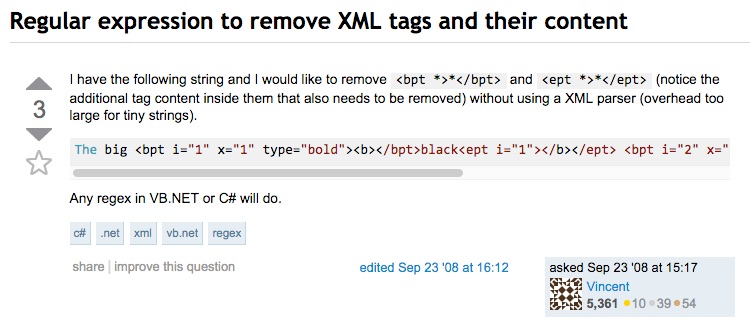 Regular expression to remove XML tags and their content
I have the following string and I would like to remove <bpt *>*</bpt> and <ept *>*</ept> (notice the
additional tag content inside them that also needs to be removed) without using a XML parser (overhead too
large for tiny strings).
3
The big <bpt i="1" x="1" type="bold"><b></bpt>black<ept i="1"></b></ept> <bpt i="2" x="
Any regex in VB.NET or C# will do.
c# .net xml vb.net regex
share improve this question
edited Sep 23 '08 at 16:12
asked Sep 23 '08 at 15:17
Vincent
5,361 10 39 54